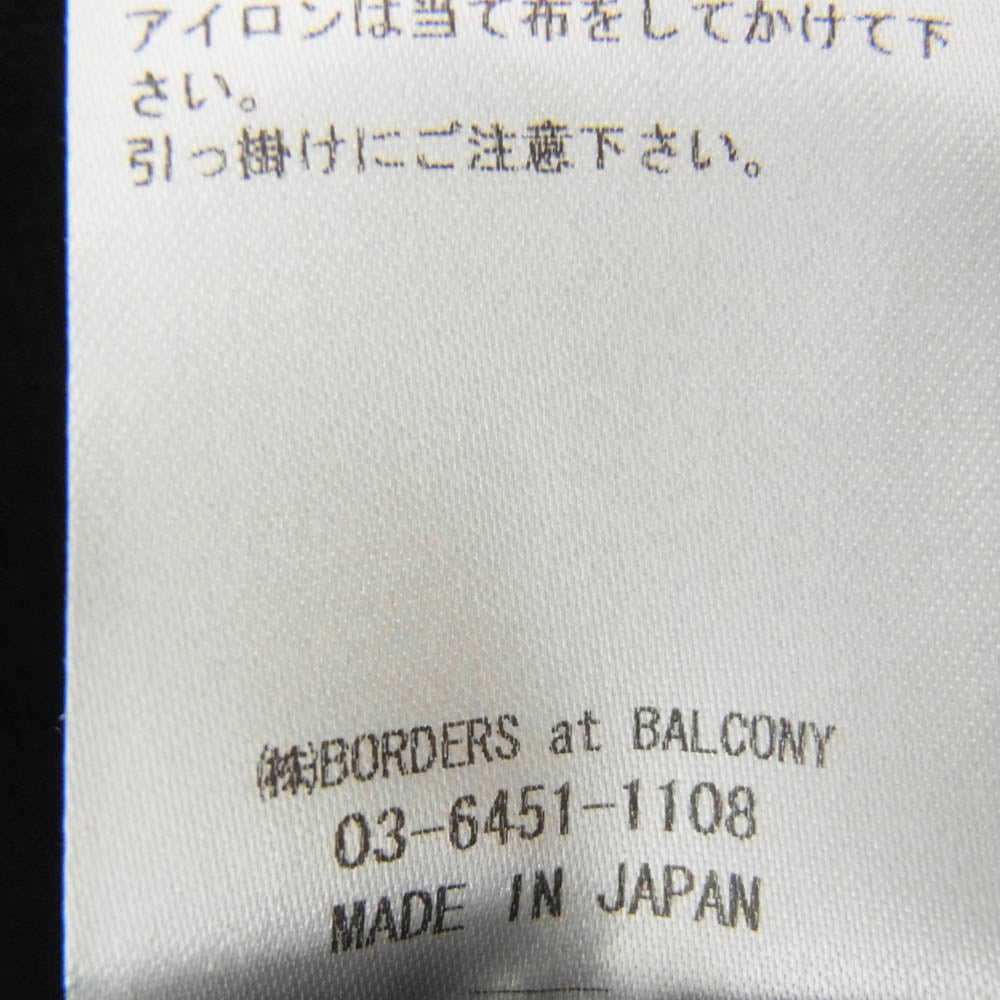 アイロンは当て布をしてかけて下
さい。
引っ掛けにご注意下さい。
㈱BORDERS at BALCONY
03-6451-1108
MADE IN JAPAN